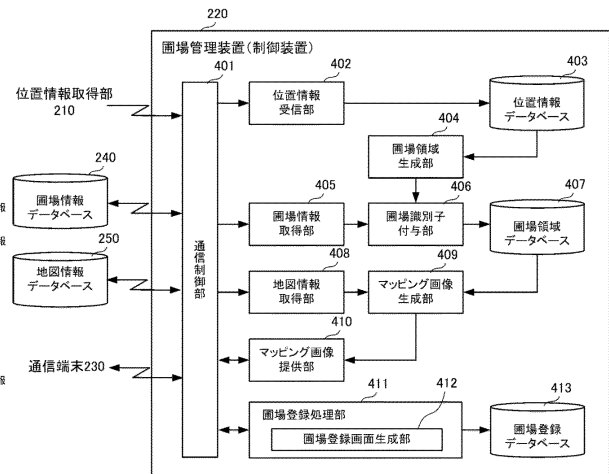 220
圃場管理装置(制御装置)
401
402
403
位置情報取得部
210
位置情報
受信部
位置情報
データベース
404
圃場領域
生成部
240
圃場情報
データベース
405
406
407
圃場情報
取得部
圃場識別子
付与部
圃場領域
データベース
報
報
250
地図情報
データベース
通信制御部
408
409
地図情報
取得部
マッピング画像
生成部
410
マッピング画像
提供部
通信端末230
報
411
412
413
圃場登録処理部
圃場登録画面生成部
圃場登録
データベース